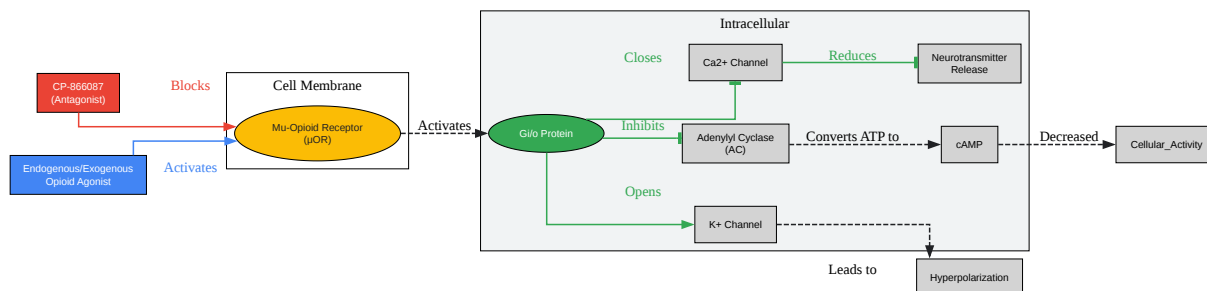 Intracellular
Closes
Ca2+ Channel
Reduces
Neurotransmitter
Release
CP-866087
(Antagonist)
Blocks
Cell Membrane
Mu-Opioid Receptor
(μOR)
Activates
Gi/o Protein
Inhibits
Adenylyl Cyclase
(AC)
Converts ATP to
cAMP
Decreased
Cellular_Activity
Endogenous/Exogenous
Opioid Agonist
Activates
Opens
K+ Channel
Leads to
Hyperpolarization